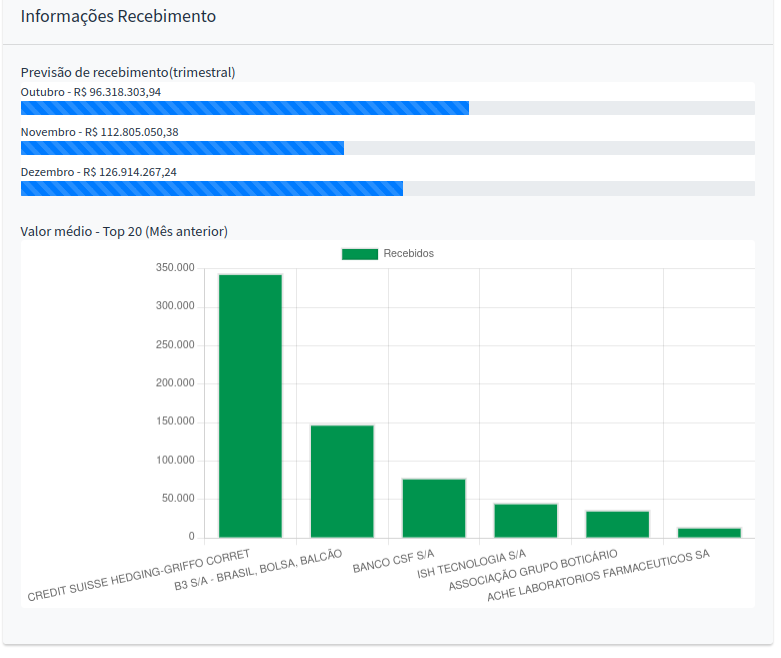 Informações Recebimento
Previsão de recebimento(trimestral)
Outubro - R$ 96.318.303,94
Novembro - R$ 112.805.050,38
Dezembro - R$ 126.914.267,24
Valor médio - Top 20 (Mês anterior)
Recebidos
350.000
300.000
250.000
200.000
150.000
100.000
50.000
0
CREDIT SUISSE HEDGING-GRIFFO CORRET
B3 S/A - BRASIL, BOLSA, BALCÃO
BANCO CSF S/A
ISH TECNOLOGIA S/A
ASSOCIAÇÃO GRUPO BOTICÁRIO
ACHE LABORATORIOS FARMACEUTICOS SA